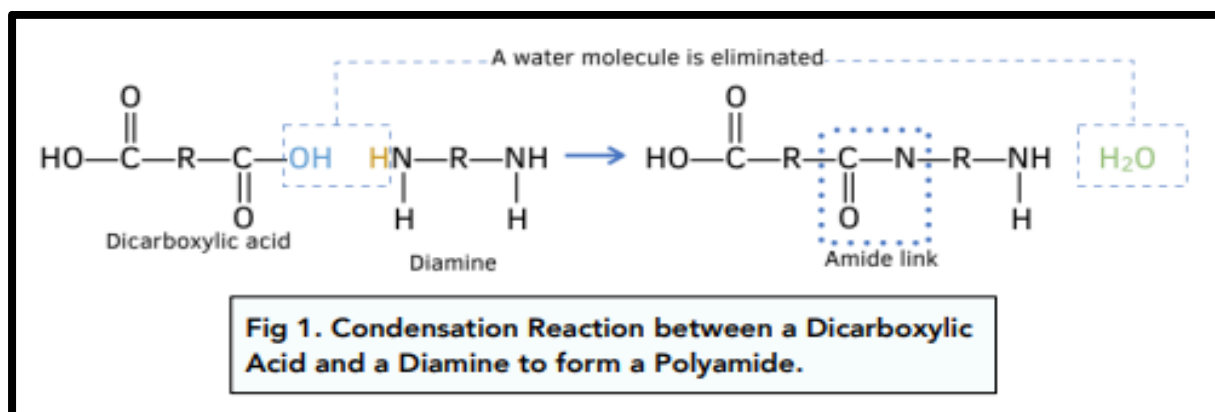 A water molecule is eliminated
O
O
HO—C—R—C—OH HN—R—NH → HO—C—R—C—N—R—NH H₂O
O H H O H
Dicarboxylic acid
Diamine
Amide link
Fig 1. Condensation Reaction between a Dicarboxylic
Acid and a Diamine to form a Polyamide.